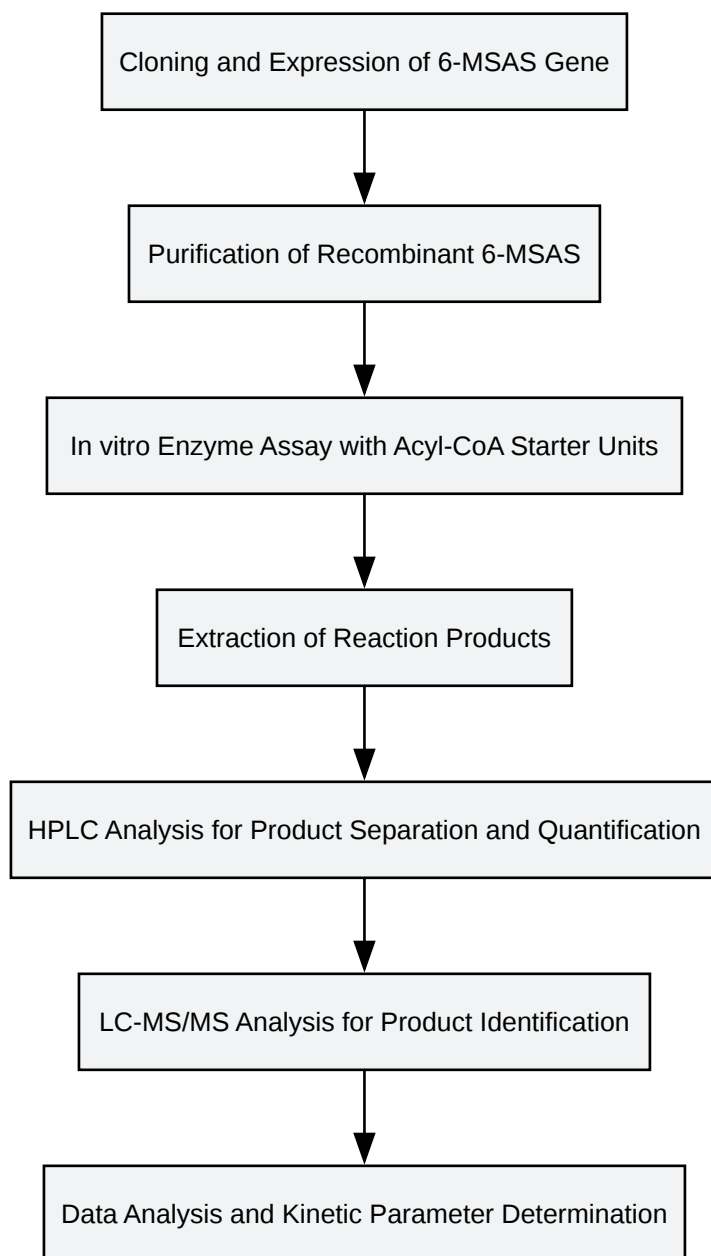 Cloning and Expression of 6-MSAS Gene
Purification of Recombinant 6-MSAS
In vitro Enzyme Assay with Acyl-CoA Starter Units
Extraction of Reaction Products
HPLC Analysis for Product Separation and Quantification
LC-MS/MS Analysis for Product Identification
Data Analysis and Kinetic Parameter Determination